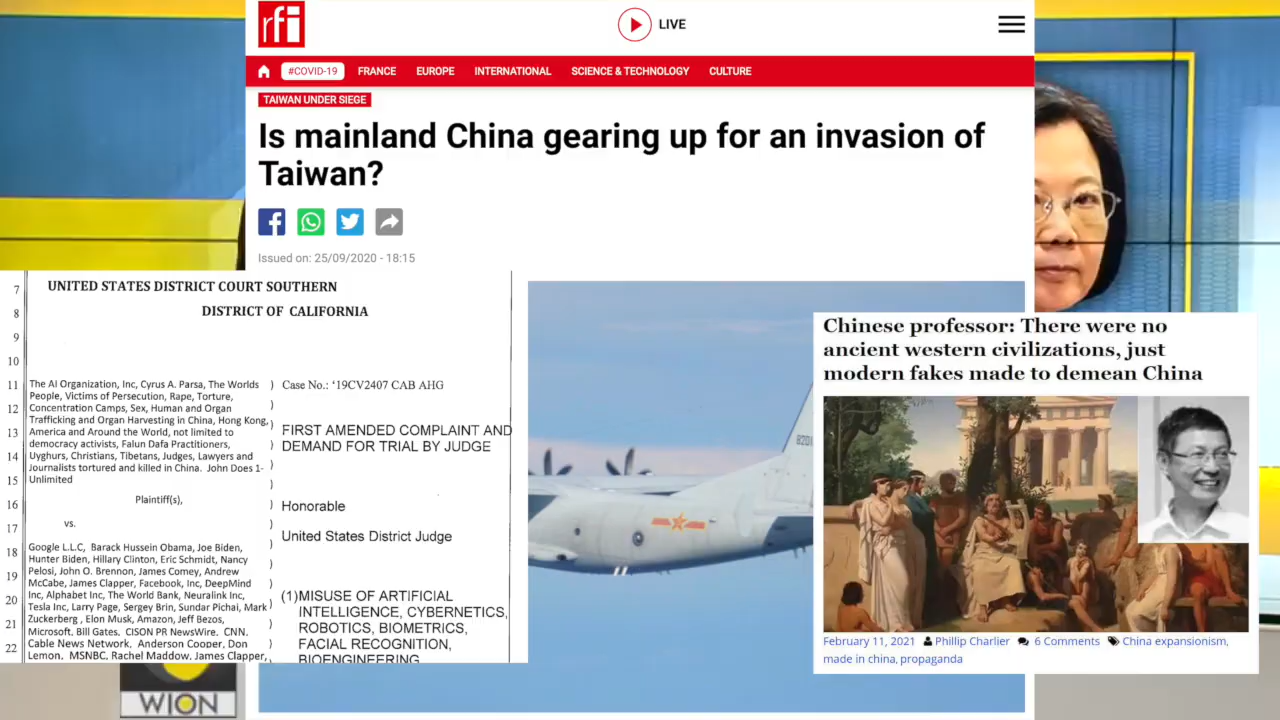 rfi
LIVE
#COVID-19 FRANCE EUROPE INTERNATIONAL SCIENCE & TECHNOLOGY CULTURE
TAIWAN UNDER SIEGE
Is mainland China gearing up for an invasion of
Taiwan?
Issued on: 25/09/2020 - 18:15
7 UNITED STATES DISTRICT COURT SOUTHERN
8 DISTRICT OF CALIFORNIA
9
10
11
12
13
14
15
16
17
18
19
20
21
22
The AI Organization, Inc, Cyrus A. Parsa, The Worlds
People, Victims of Persecution, Rape, Torture,
Concentration Camps, Sex, Human and Organ
Trafficking and Organ Harvesting in China, Hong Kong,
America and Around the World, not limited to
democracy activists, Falun Dafa Practitioners,
Uyghurs, Christians, Tibetans, Judges, Lawyers and
Journalists tortured and killed in China. John Does 1-
Unlimited
Plaintiff(s),
vs.
Google L.L.C, Barack Hussein Obama, Joe Biden,
Hunter Biden, Hillary Clinton, Eric Schmidt, Nancy
Pelosi, John O. Brennon, James Comey, Andrew
McCabe, James Clapper, Facebook, Inc, DeepMind
Inc, Alphabet Inc, The World Bank, Neuralink Inc,
Tesla Inc, Larry Page, Sergey Brin, Sundar Pichai, Mark
Zuckerberg , Elon Musk, Amazon, Jeff Bezos,
Microsoft, Bill Gates, CISON PR NewsWire, CNN,
Cable News Network, Anderson Cooper, Don
Lemon, MSNBC, Rachel Maddow, James Clapper,
Case No.: '19CV2407 CAB AHG
FIRST AMENDED COMPLAINT AND
DEMAND FOR TRIAL BY JUDGE
Honorable
United States District Judge
(1)MISUSE OF ARTIFICIAL
INTELLIGENCE, CYBERNETICS,
ROBOTICS, BIOMETRICS,
FACIAL RECOGNITION,
BIOENGINEERING
Chinese professor: There were no
ancient western civilizations, just
modern fakes made to demean China
February 11, 2021 Phillip Charlier 6 Comments China expansionism,
made in china, propaganda
WION